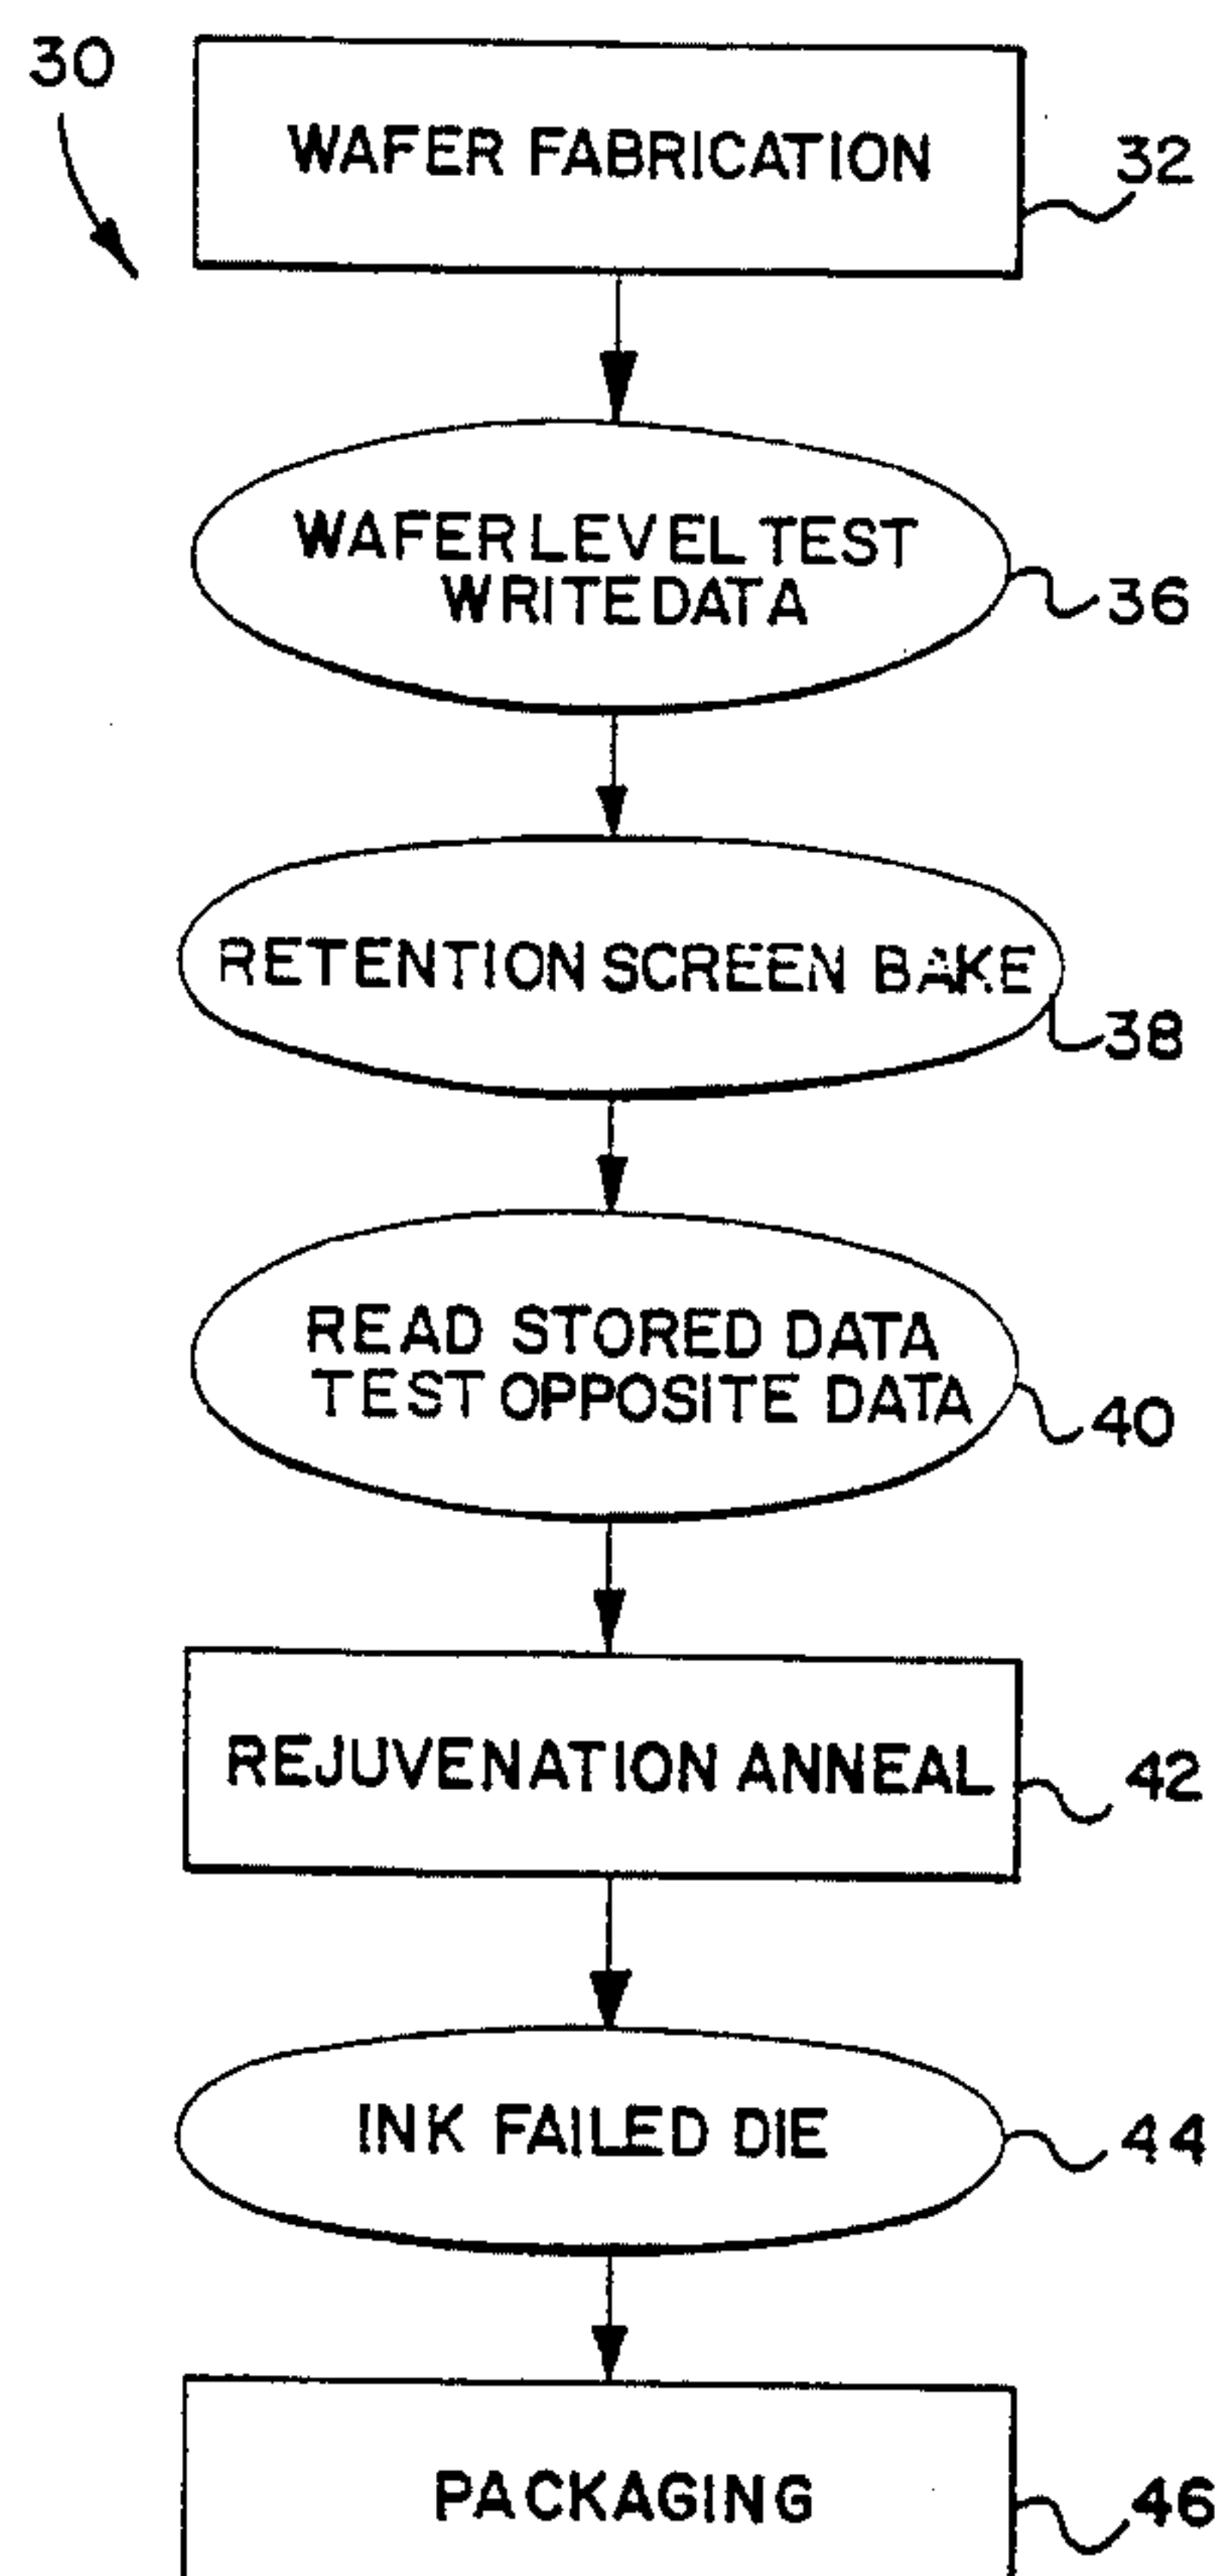 30
WAFER FABRICATION
32
WAFER LEVEL TEST
WRITE DATA
36
RETENTION SCREEN BAKE
38
READ STORED DATA
TEST OPPOSITE DATA
40
REJUVENATION ANNEAL
42
INK FAILED DIE
44
PACKAGING
46